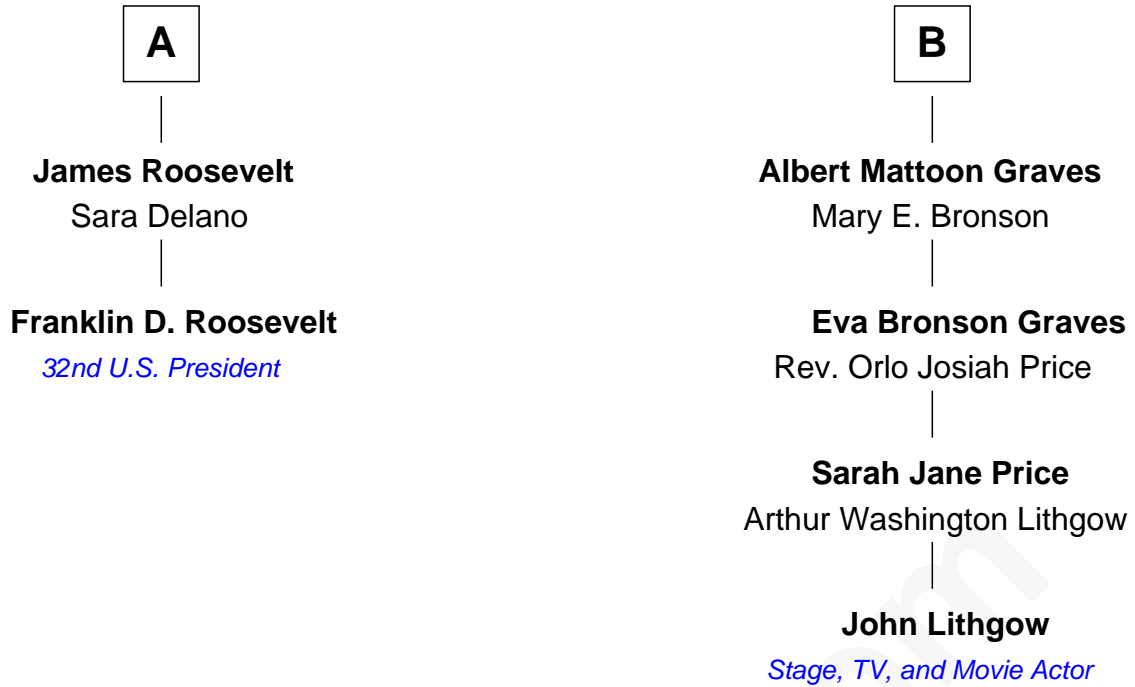 A
James Roosevelt
Sara Delano
Franklin D. Roosevelt
32nd U.S. President
B
Albert Mattoon Graves
Mary E. Bronson
Eva Bronson Graves
Rev. Orlo Josiah Price
Sarah Jane Price
Arthur Washington Lithgow
John Lithgow
Stage, TV, and Movie Actor